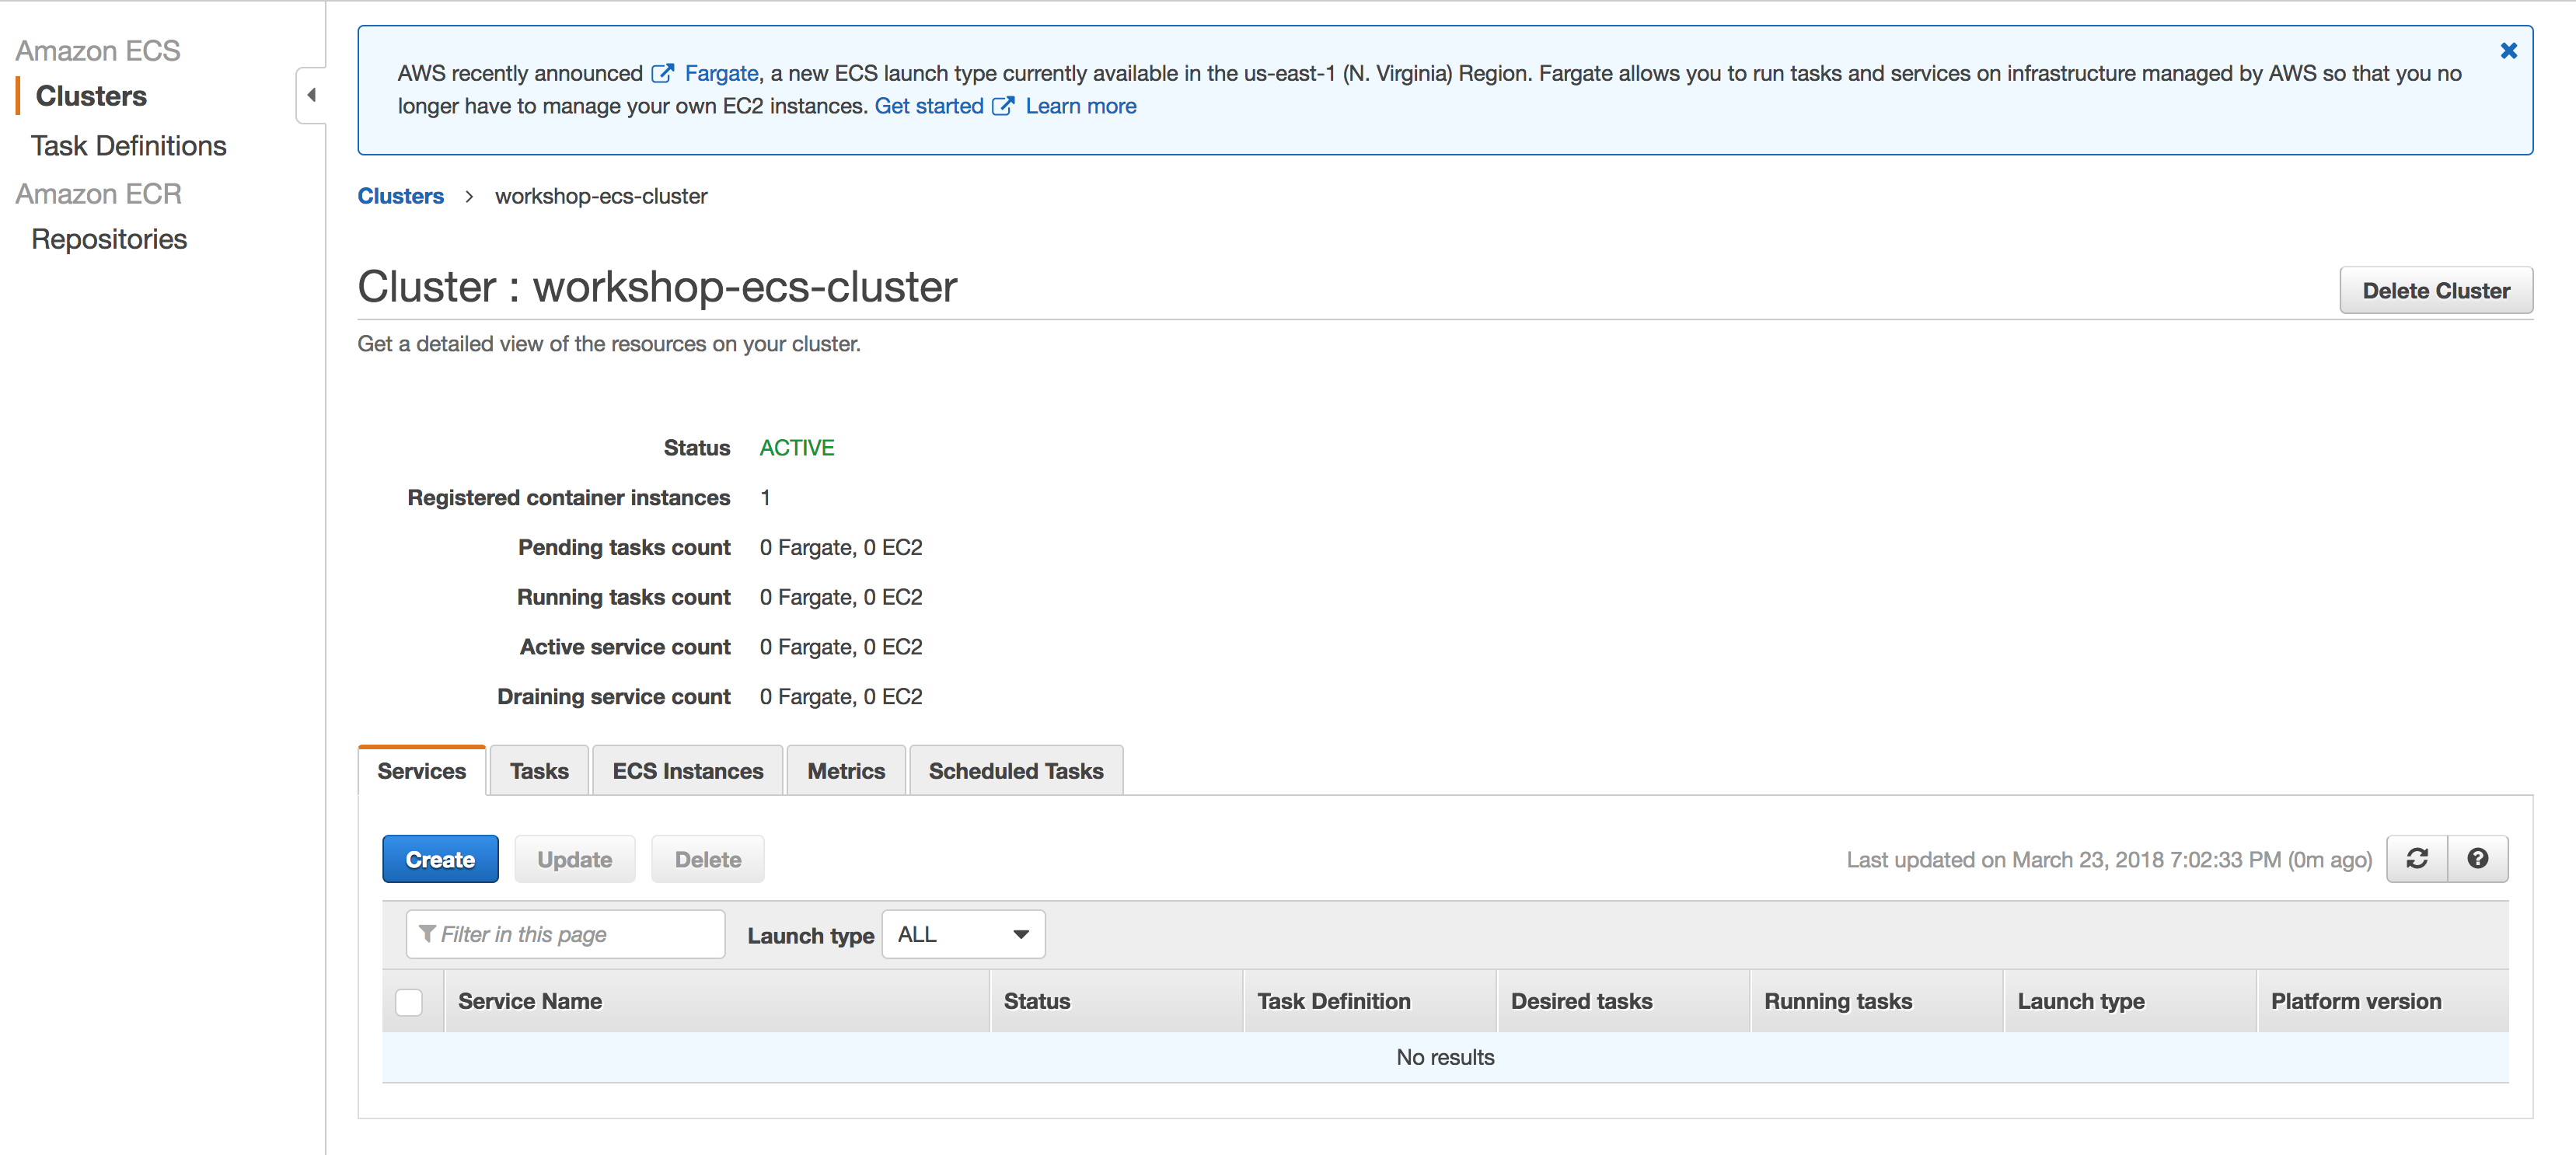 Amazon ECS
Clusters
Task Definitions
Amazon ECR
Repositories
AWS recently announced Fargate, a new ECS launch type currently available in the us-east-1 (N. Virginia) Region. Fargate allows you to run tasks and services on infrastructure managed by AWS so that you no
longer have to manage your own EC2 instances. Get started Learn more
Clusters > workshop-ecs-cluster
Cluster : workshop-ecs-cluster
Delete Cluster
Get a detailed view of the resources on your cluster.
Status ACTIVE
Registered container instances 1
Pending tasks count 0 Fargate, 0 EC2
Running tasks count 0 Fargate, 0 EC2
Active service count 0 Fargate, 0 EC2
Draining service count 0 Fargate, 0 EC2
Services Tasks ECS Instances Metrics Scheduled Tasks
Create Update Delete Last updated on March 23, 2018 7:02:33 PM (0m ago)
Filter in this page Launch type ALL
Service Name Status Task Definition Desired tasks Running tasks Launch type Platform version
No results